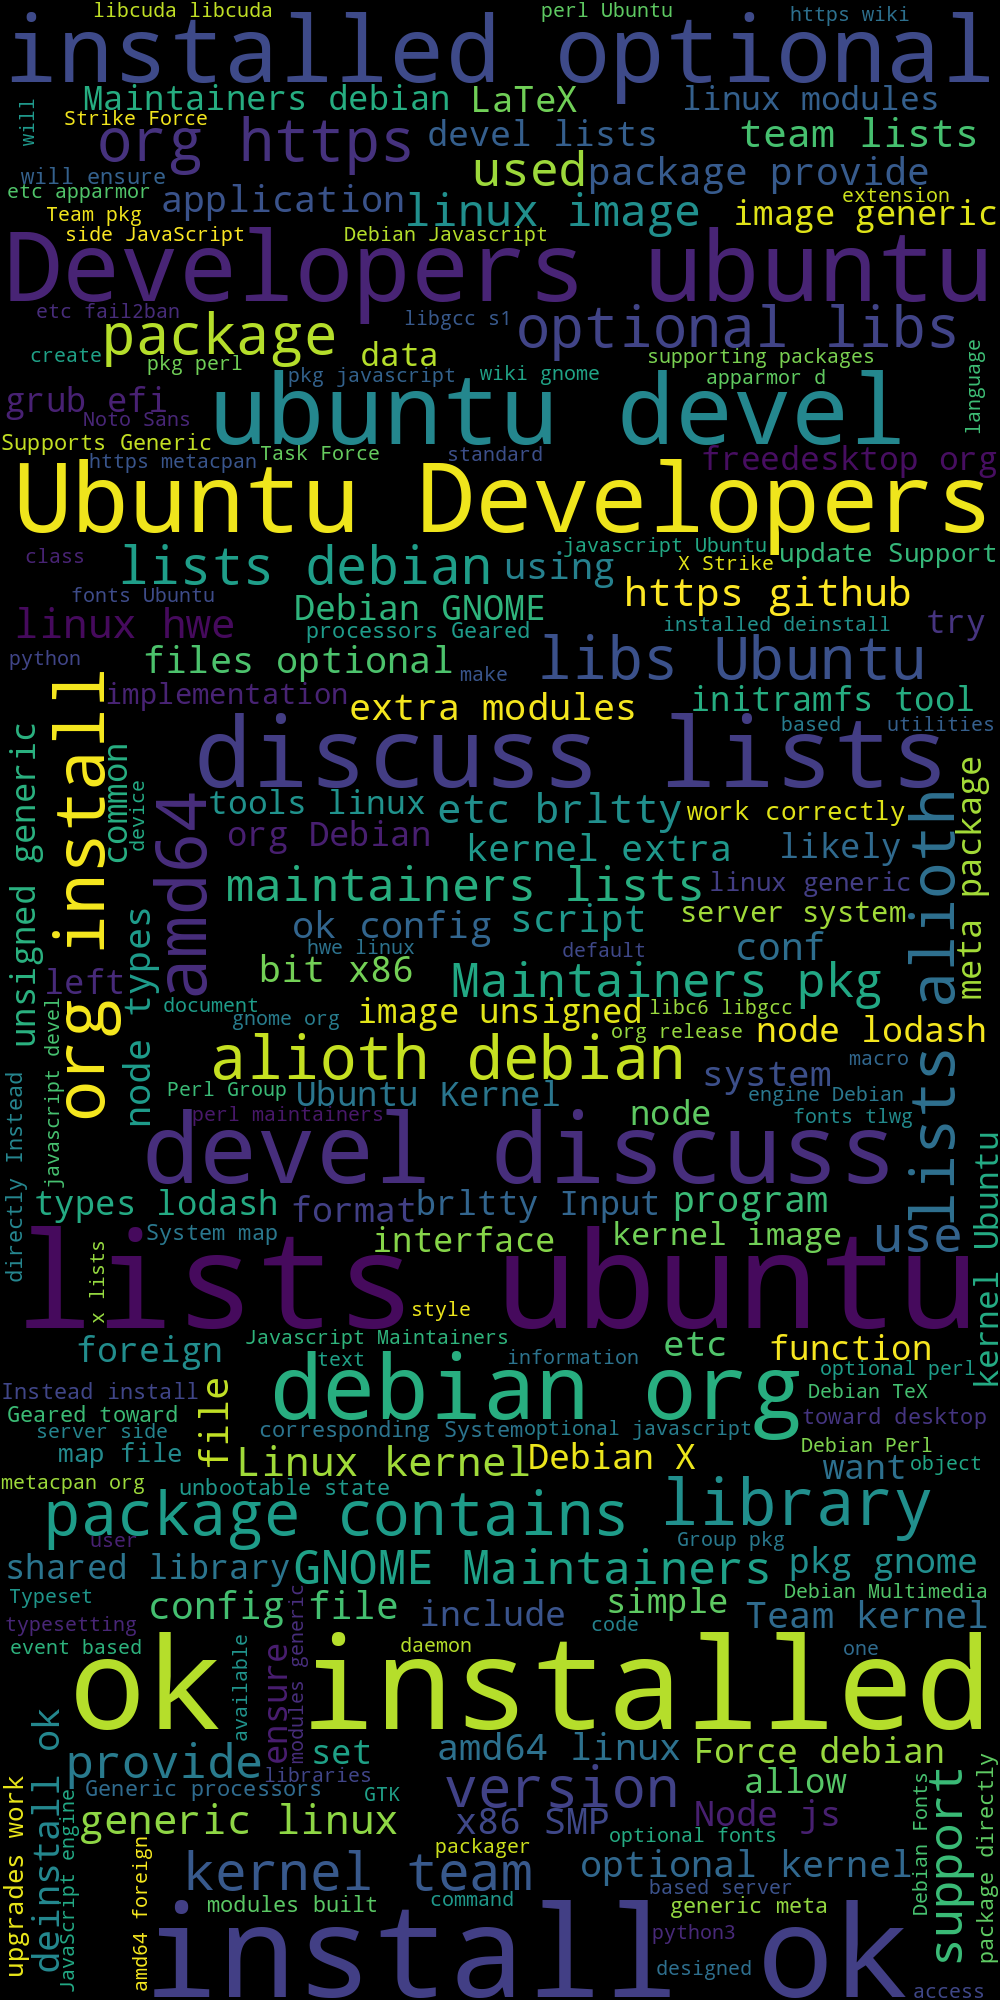 libcuda libcuda
perl Ubuntu
https wiki
installed optional
Maintainers debian
LaTeX
linux modules
will
Strike Force
org https
devel lists
team lists
used
package provide
will ensure
etc apparmor
application
linux image
extension
Team pkg
image generic
side JavaScript
Debian Javascript
Developers ubuntu
etc fail2ban
libgcc s1
optional libs
package
create
pkg perl
data
supporting packages
language
pkg javascript
wiki gnome
apparmor d
grub efi
Noto Sans
ubuntu devel
Supports Generic
https metacpan
Task Force
standard
freedesktop org
Ubuntu Developers
class
lists debian
using
javascript Ubuntu
X Strike
update Support
fonts Ubuntu
Debian GNOME
https github
linux hwe
processors Geared
installed deinstall
try
python
files optional
make
libs Ubuntu
org install
implementation
extra modules
initramfs tool
based
utilities
unsigned generic
common
device
discuss lists
amd64
tools linux
etc brltty
work correctly
lists alioth
meta package
org Debian
kernel extra
likely
maintainers lists
linux generic
node types
ok config
script
server system
hwe linux
default
conf
left
bit x86
Maintainers pkg
document
gnome org
image unsigned
libc6 libgcc
org release
node lodash
javascript devel
alioth debian
system
macro
directly Instead
Perl Group
Ubuntu Kernel
engine Debian
perl maintainers
node
fonts tlwg
devel discuss
kernel Ubuntu
types lodash
format
brltty Input
program
System map
interface
kernel image
use
x lists
lists ubuntu
style
foreign
Javascript Maintainers
text
information
etc
function
optional perl
Instead install
file
debian org
Debian TeX
Geared toward
toward desktop
server side
corresponding System
optional javascript
map file
Linux kernel
Debian X
Debian Perl
want
object
metacpan org
unbootable state
package contains
library
user
Group pkg
shared library
GNOME Maintainers
pkg gnome
Typeset
config file
modules generic
include
simple
Debian Multimedia
typesetting
code
Team kernel
event based
available
ensure
daemon
one
ok installed
deinstall ok
provide
set
amd64 linux
Force debian
libraries
upgrades work
Generic processors
GTK
version
allow
support
package directly
JavaScript engine
generic linux
x86 SMP
Node js
Debian Fonts
amd64 foreign
packager
optional fonts
kernel team
optional kernel
based server
modules built
command
generic meta
install ok
python3
designed
access